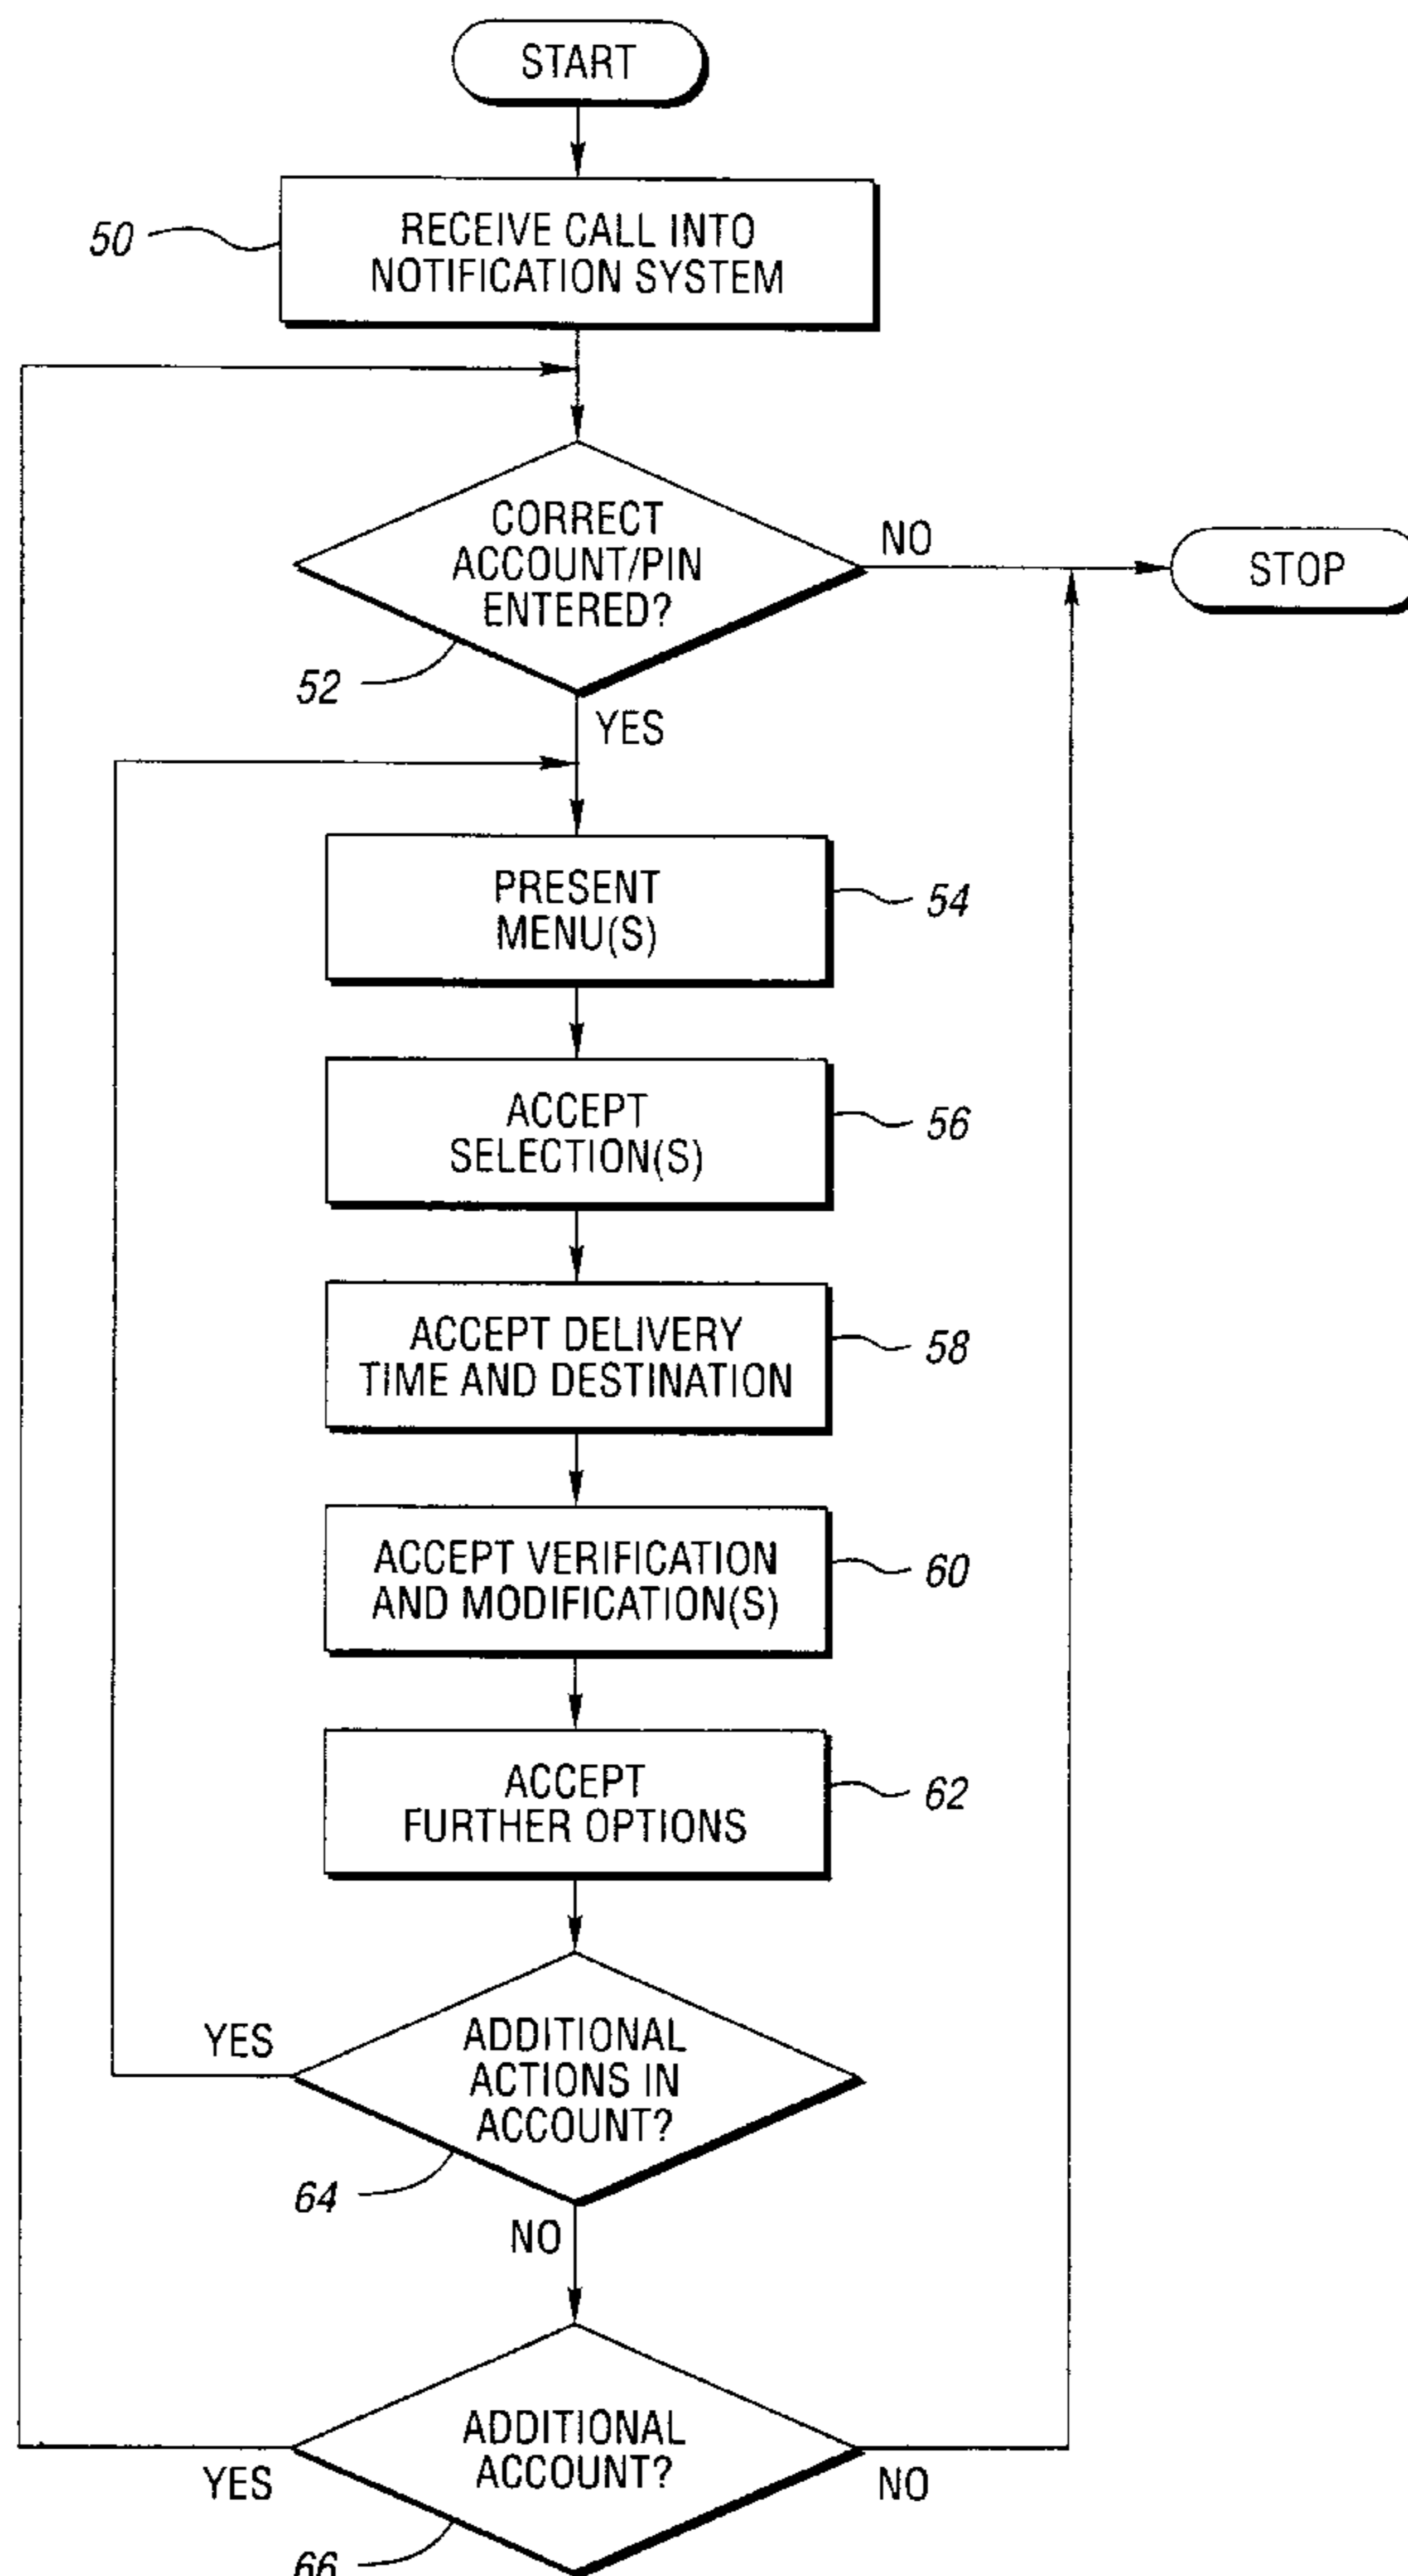 START
50
RECEIVE CALL INTO
NOTIFICATION SYSTEM
CORRECT
ACCOUNT/PIN
ENTERED?
NO
STOP
52
YES
PRESENT
MENU(S)
54
ACCEPT
SELECTION(S)
56
ACCEPT DELIVERY
TIME AND DESTINATION
58
ACCEPT VERIFICATION
AND MODIFICATION(S)
60
ACCEPT
FURTHER OPTIONS
62
YES
ADDITIONAL
ACTIONS IN
ACCOUNT?
64
NO
ADDITIONAL
ACCOUNT?
YES
NO
66